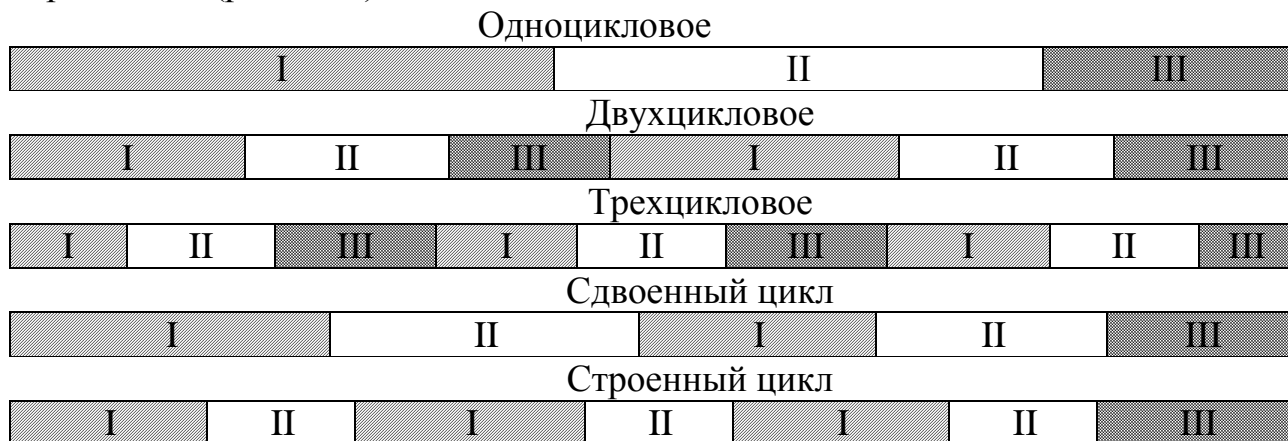 Одноцикловое
I II III
Двухцикловое
I II III I II III
Трехцикловое
I II III I II III I II III
Сдвоенный цикл
I II I II III
Строенный цикл
I II I II I II III